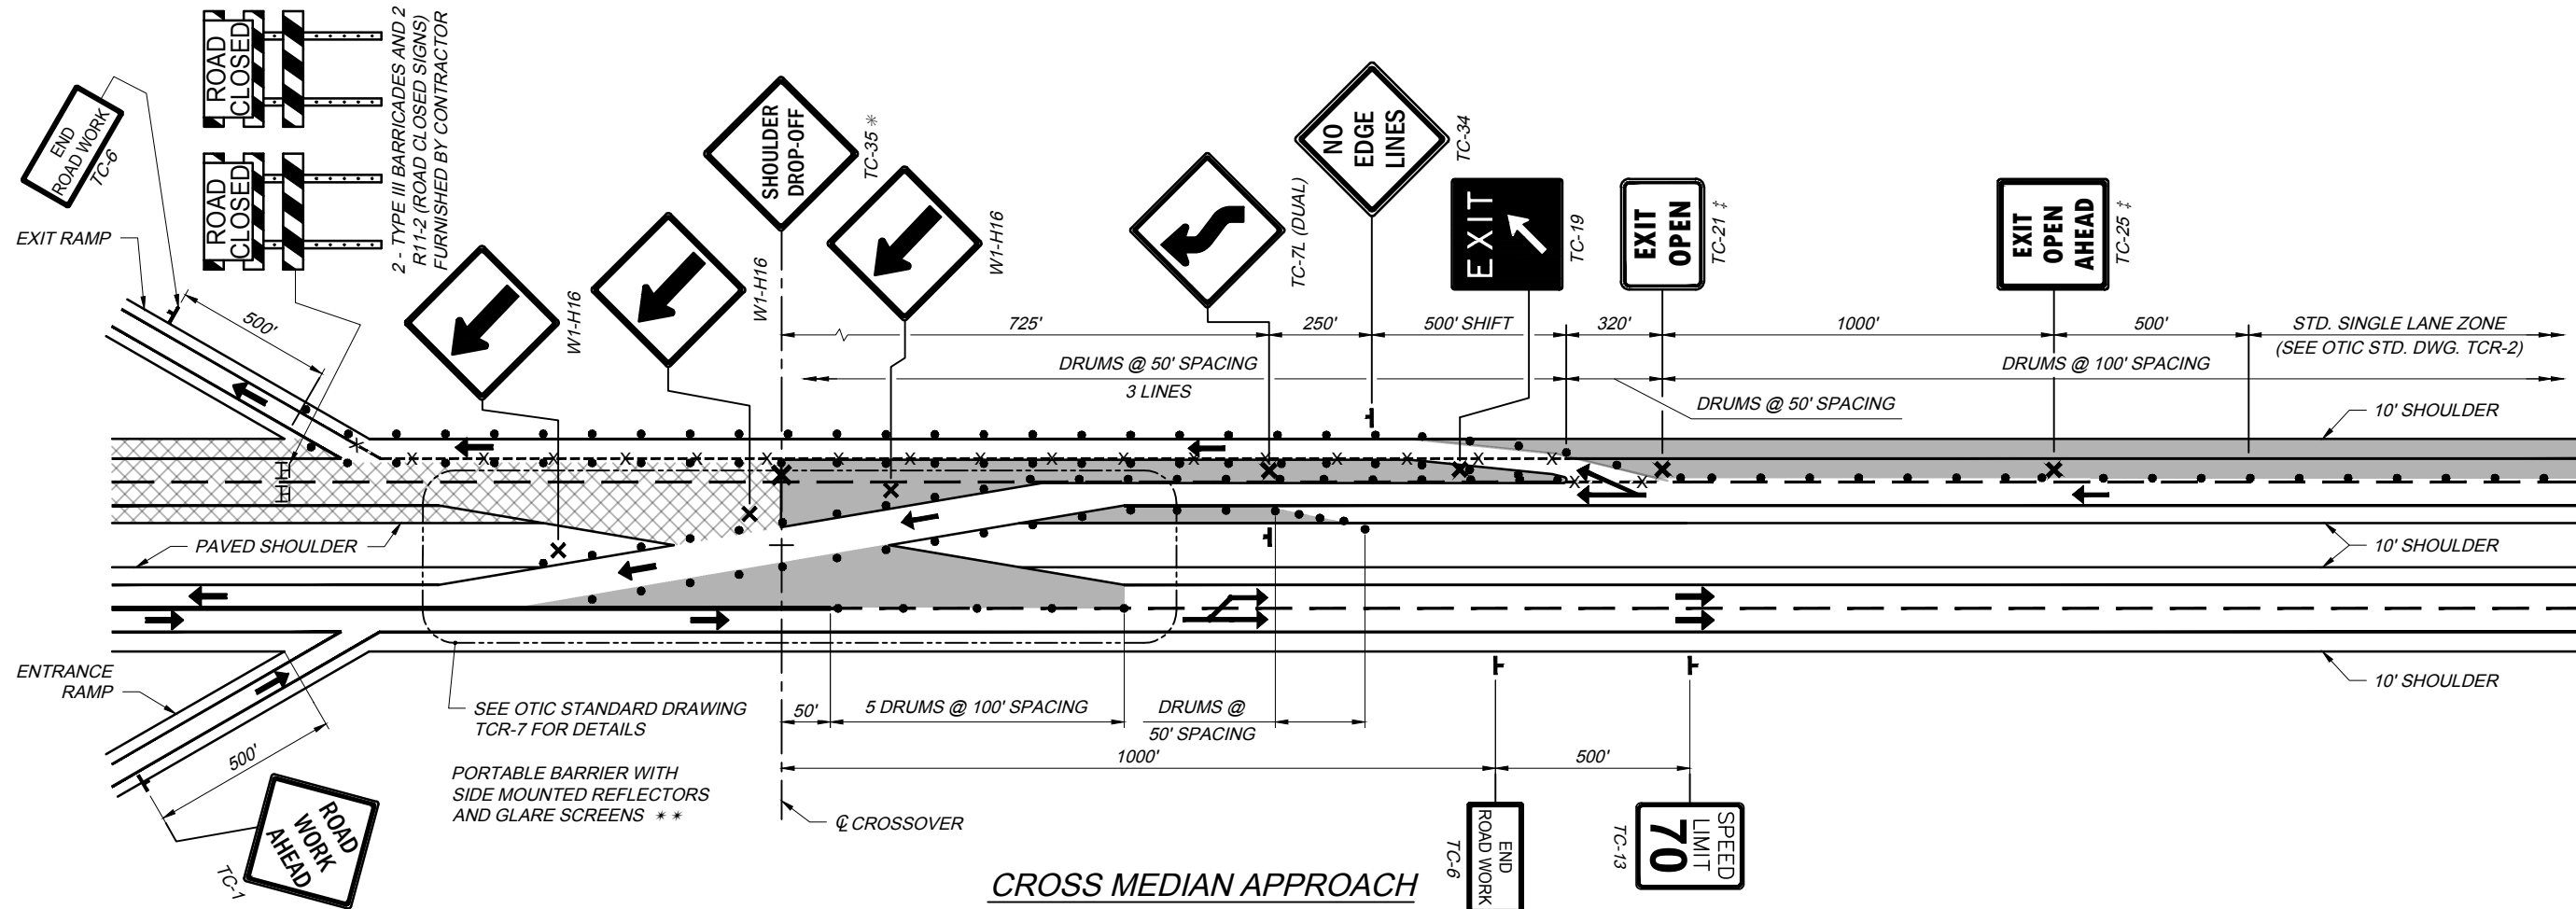 ROAD
CLOSED
ROAD
CLOSED
2 - TYPE III BARRICADES AND 2
R11-2 (ROAD CLOSED SIGNS)
FURNISHED BY CONTRACTOR
END
ROAD WORK
TC-6
EXIT RAMP
500'
W1-H16
W1-H16
SHOULDER
DROP-OFF
TC-35 *
W1-H16
TC-7L (DUAL)
NO
EDGE
LINES
TC-34
EXIT
TC-19
EXIT
OPEN
TC-21 ‡
EXIT
OPEN
AHEAD
TC-25 ‡
725'
250'
500' SHIFT
320'
1000'
500'
STD. SINGLE LANE ZONE
(SEE OTIC STD. DWG. TCR-2)
DRUMS @ 50' SPACING
3 LINES
DRUMS @ 100' SPACING
DRUMS @ 50' SPACING
10' SHOULDER
X X X X X X X X X X X X X X X X X
X X X
PAVED SHOULDER
10' SHOULDER
ENTRANCE
RAMP
10' SHOULDER
SEE OTIC STANDARD DRAWING
TCR-7 FOR DETAILS
50'
5 DRUMS @ 100' SPACING
DRUMS @
50' SPACING
500'
1000'
500'
PORTABLE BARRIER WITH
SIDE MOUNTED REFLECTORS
AND GLARE SCREENS * *
℄ CROSSOVER
ROAD
WORK
AHEAD
TC-1
END
ROAD WORK
TC-6
SPEED
LIMIT
70
TC-13
CROSS MEDIAN APPROACH